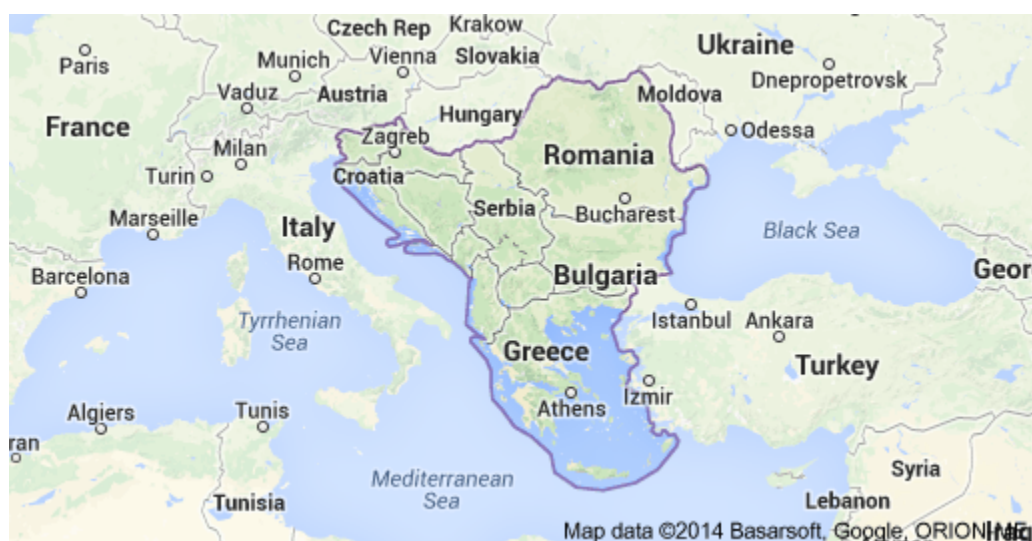 Czech Rep
Krakow
Paris
Munich
Vienna
Slovakia
Ukraine
Dnepropetrovsk
Vaduz
Austria
Hungary
Moldova
France
Milan
Zagreb
Odessa
Romania
Turin
Croatia
Serbia
Bucharest
Marseille
Italy
Black Sea
Barcelona
Rome
Bulgaria
Geor
Tyrrhenian
Sea
Istanbul
Ankara
Greece
Turkey
Izmir
Algiers
Tunis
Athens
ran
Mediterranean
Sea
Syria
Tunisia
Lebanon
Map data ©2014 Basarsoft, Google, ORION-ME